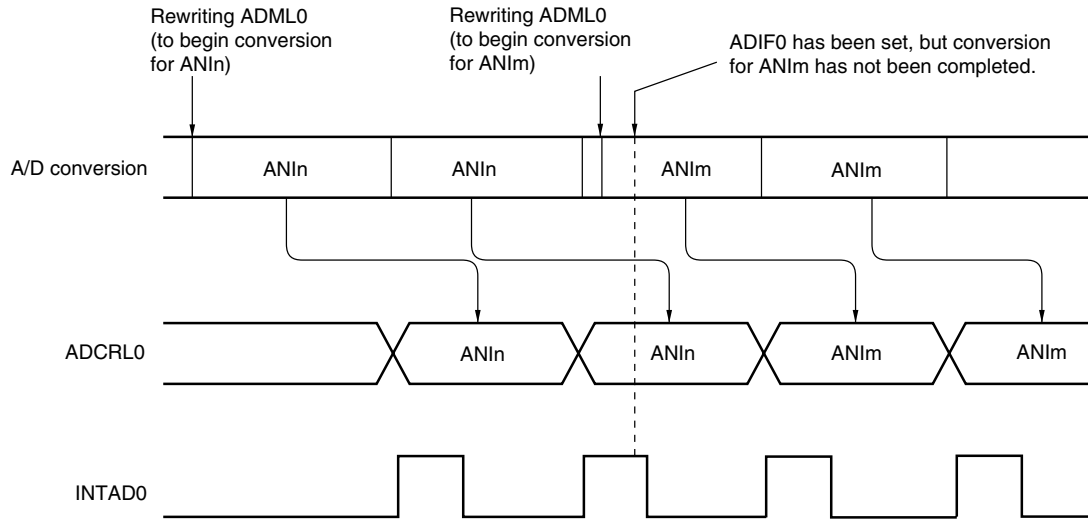 Rewriting ADML0
(to begin conversion
for ANIn)
Rewriting ADML0
(to begin conversion
for ANIm)
ADIF0 has been set, but conversion
for ANIm has not been completed.
A/D conversion
ANIn
ANIn
ANIm
ANIm
ADCRL0
ANIn
ANIn
ANIm
ANIm
INTAD0